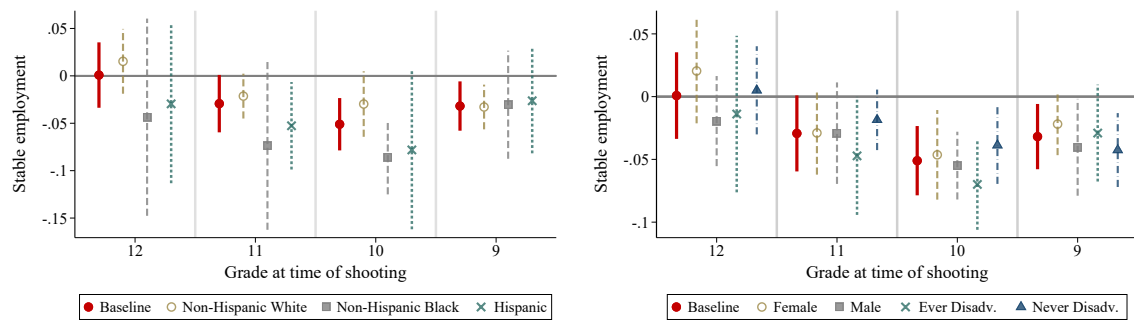 Stable employment
.05
0
-.05
-.1
-.15
12
11
10
9
Grade at time of shooting
Baseline Non-Hispanic White Non-Hispanic Black Hispanic
Stable employment
.05
0
-.05
-.1
12
11
10
9
Grade at time of shooting
Baseline Female Male Ever Disadv. Never Disadv.